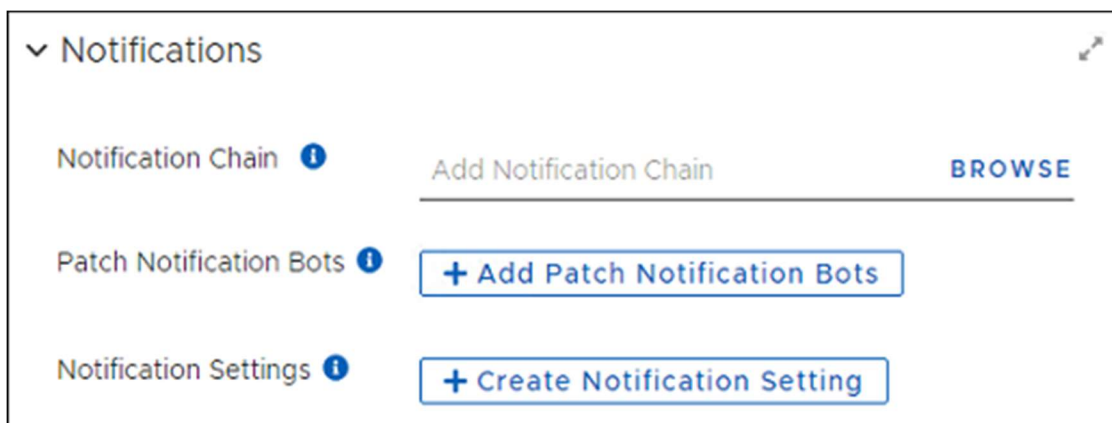 Notifications
Notification Chain
Add Notification Chain BROWSE
Patch Notification Bots
+ Add Patch Notification Bots
Notification Settings
+ Create Notification Setting